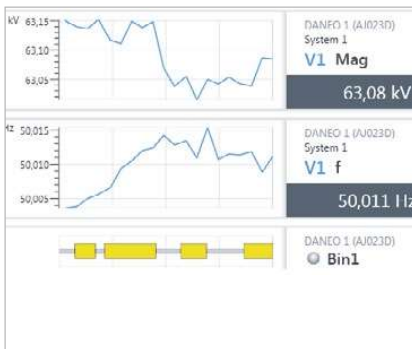 kV 63,15
63,10
63,05
DANEO 1 (AJ023D)
System 1
V1 Mag
63,08 kV
Hz 50,015
50,010
50,005
DANEO 1 (AJ023D)
System 1
V1 f
50,011 Hz
DANEO 1 (AJ023D)
Bin1